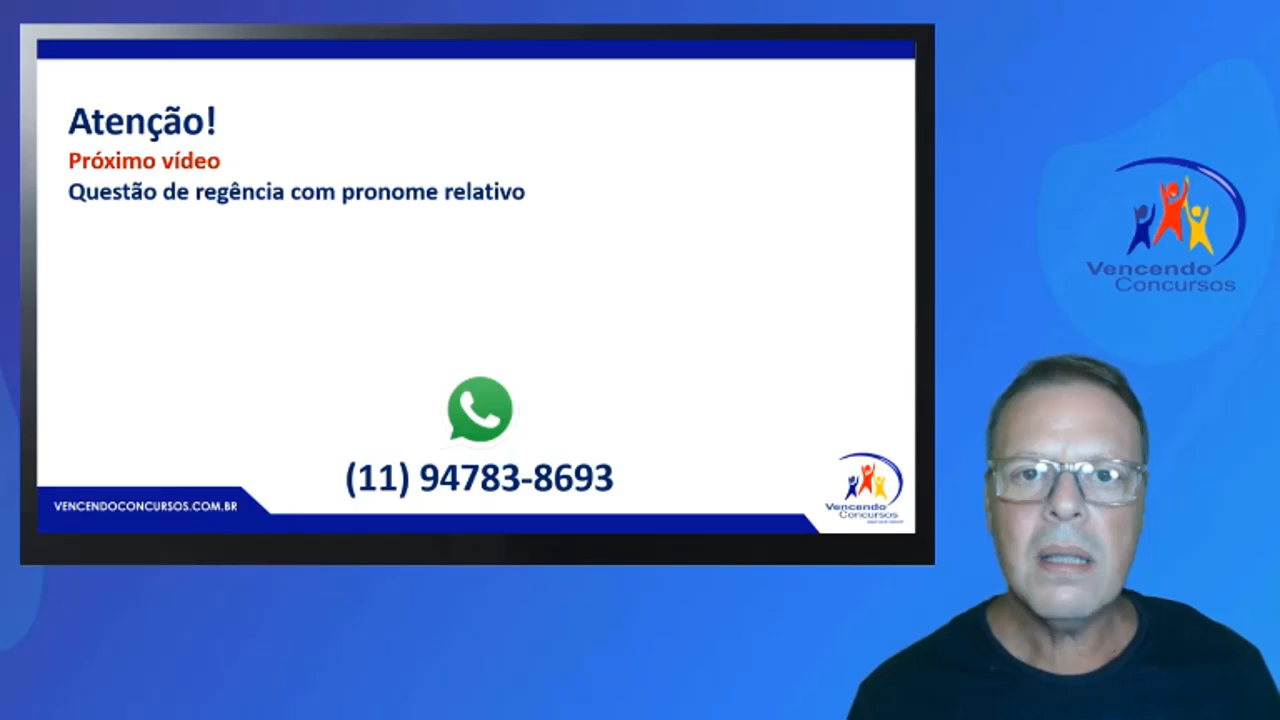 Atenção!
Próximo vídeo
Questão de regência com pronome relativo
(11) 94783-8693
VENCENDOCONCURSOS.COM.BR
Vencendo
Concursos
Vencendo
Concursos